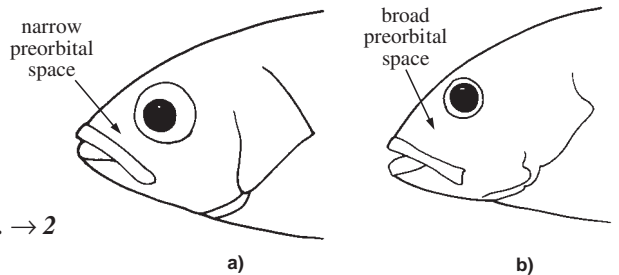 narrow
preorbital
space
broad
preorbital
space
. → 2
a)
b)